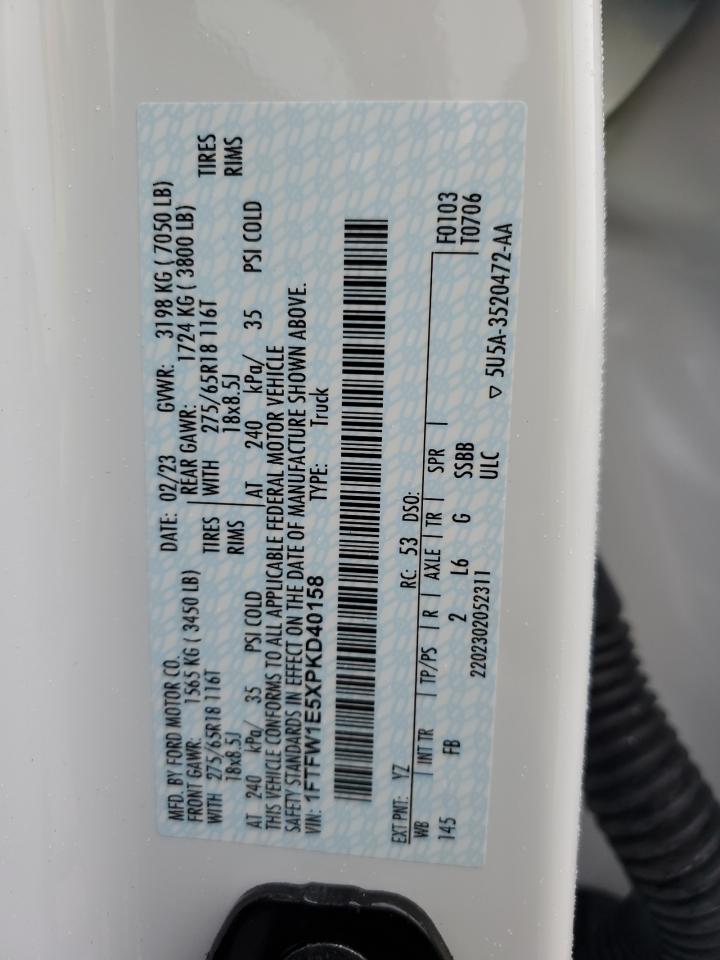 MFD. BY FORD MOTOR CO. DATE: 02/23 GVWR: 3198 KG ( 7050 LB)
FRONT GAWR: 1565 KG ( 3450 LB) REAR GAWR: 1724 KG ( 3800 LB)
WITH 275/65R18 116T TIRES WITH 275/65R18 116T TIRES
18x8.5J RIMS 18x8.5J RIMS
AT 240 kPa/ 35 PSI COLD AT 240 kPa/ 35 PSI COLD
THIS VEHICLE CONFORMS TO ALL APPLICABLE FEDERAL MOTOR VEHICLE
SAFETY STANDARDS IN EFFECT ON THE DATE OF MANUFACTURE SHOWN ABOVE.
VIN: 1FTFW1E5XPKD40158 TYPE: Truck
EXT PNT: YZ RC: 53 DSO:
WB | INT TR | TP/PS | R | AXLE | TR | SPR | F0103
145 FB 2 L6 G SSBB T0706
ULC
2202302052311 ▽ 5U5A-3520472-AA